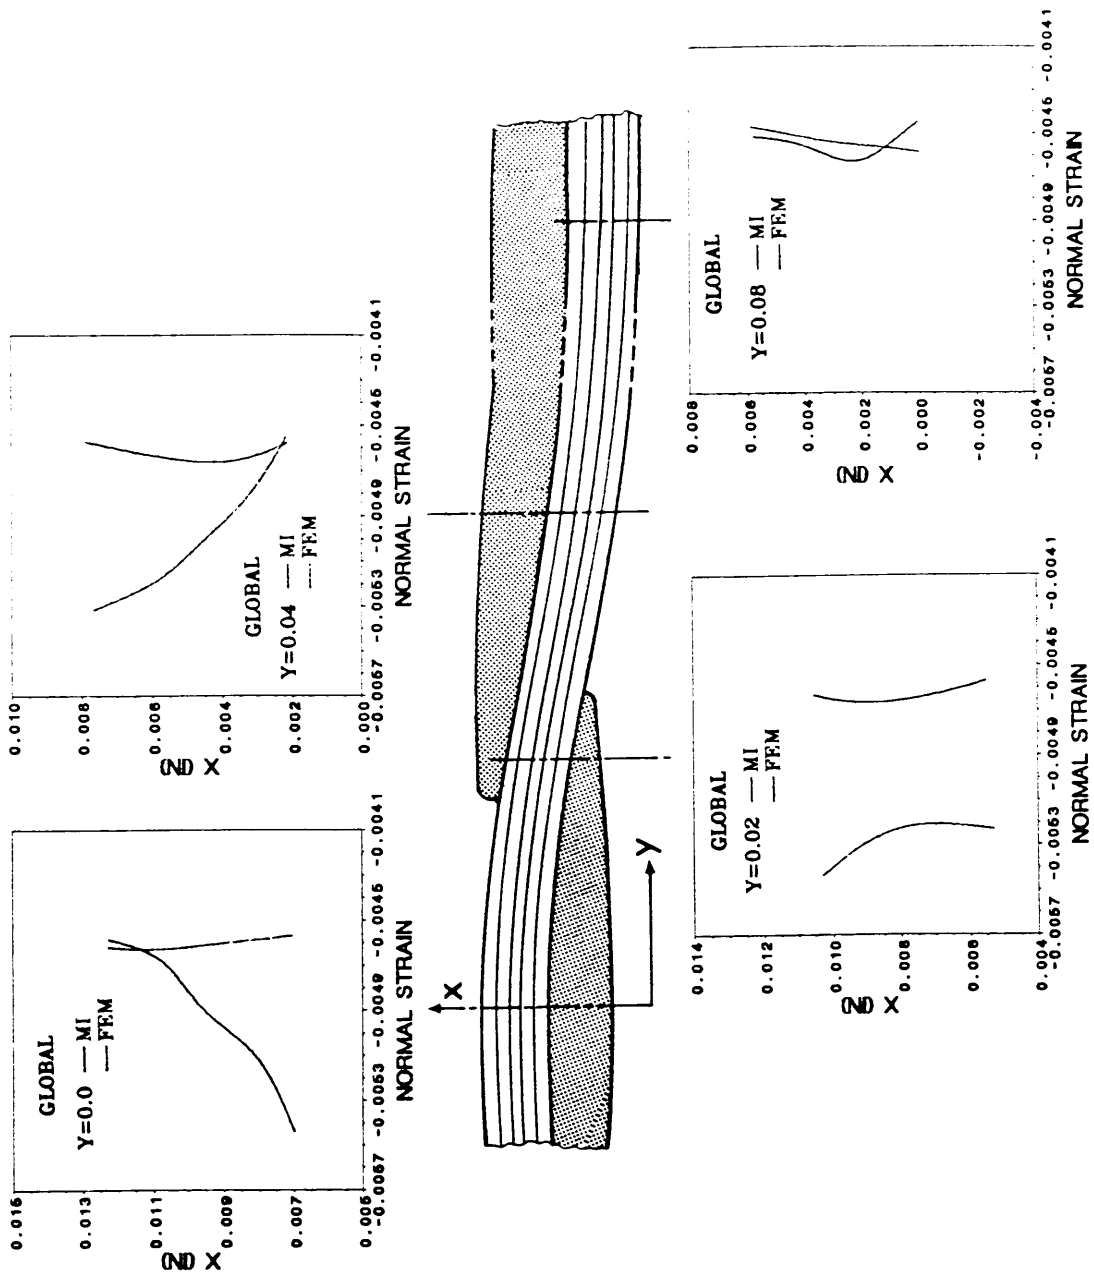 GLOBAL
Y=0.0 — MI
— FEM
0.015
0.013
0.011
0.009
0.007
0.005
X (IN)
-0.0057 -0.0053 -0.0049 -0.0045 -0.0041
NORMAL STRAIN
GLOBAL
Y=0.04 — MI
— FEM
0.010
0.008
0.006
0.004
0.002
0.000
X (IN)
-0.0057 -0.0053 -0.0049 -0.0045 -0.0041
NORMAL STRAIN
X
Y
GLOBAL
Y=0.02 — MI
— FEM
0.014
0.012
0.010
0.008
0.006
0.004
X (IN)
-0.0057 -0.0053 -0.0049 -0.0045 -0.0041
NORMAL STRAIN
GLOBAL
Y=0.08 — MI
— FEM
0.008
0.006
0.004
0.002
0.000
-0.002
-0.004
X (IN)
-0.0057 -0.0053 -0.0049 -0.0045 -0.0041
NORMAL STRAIN